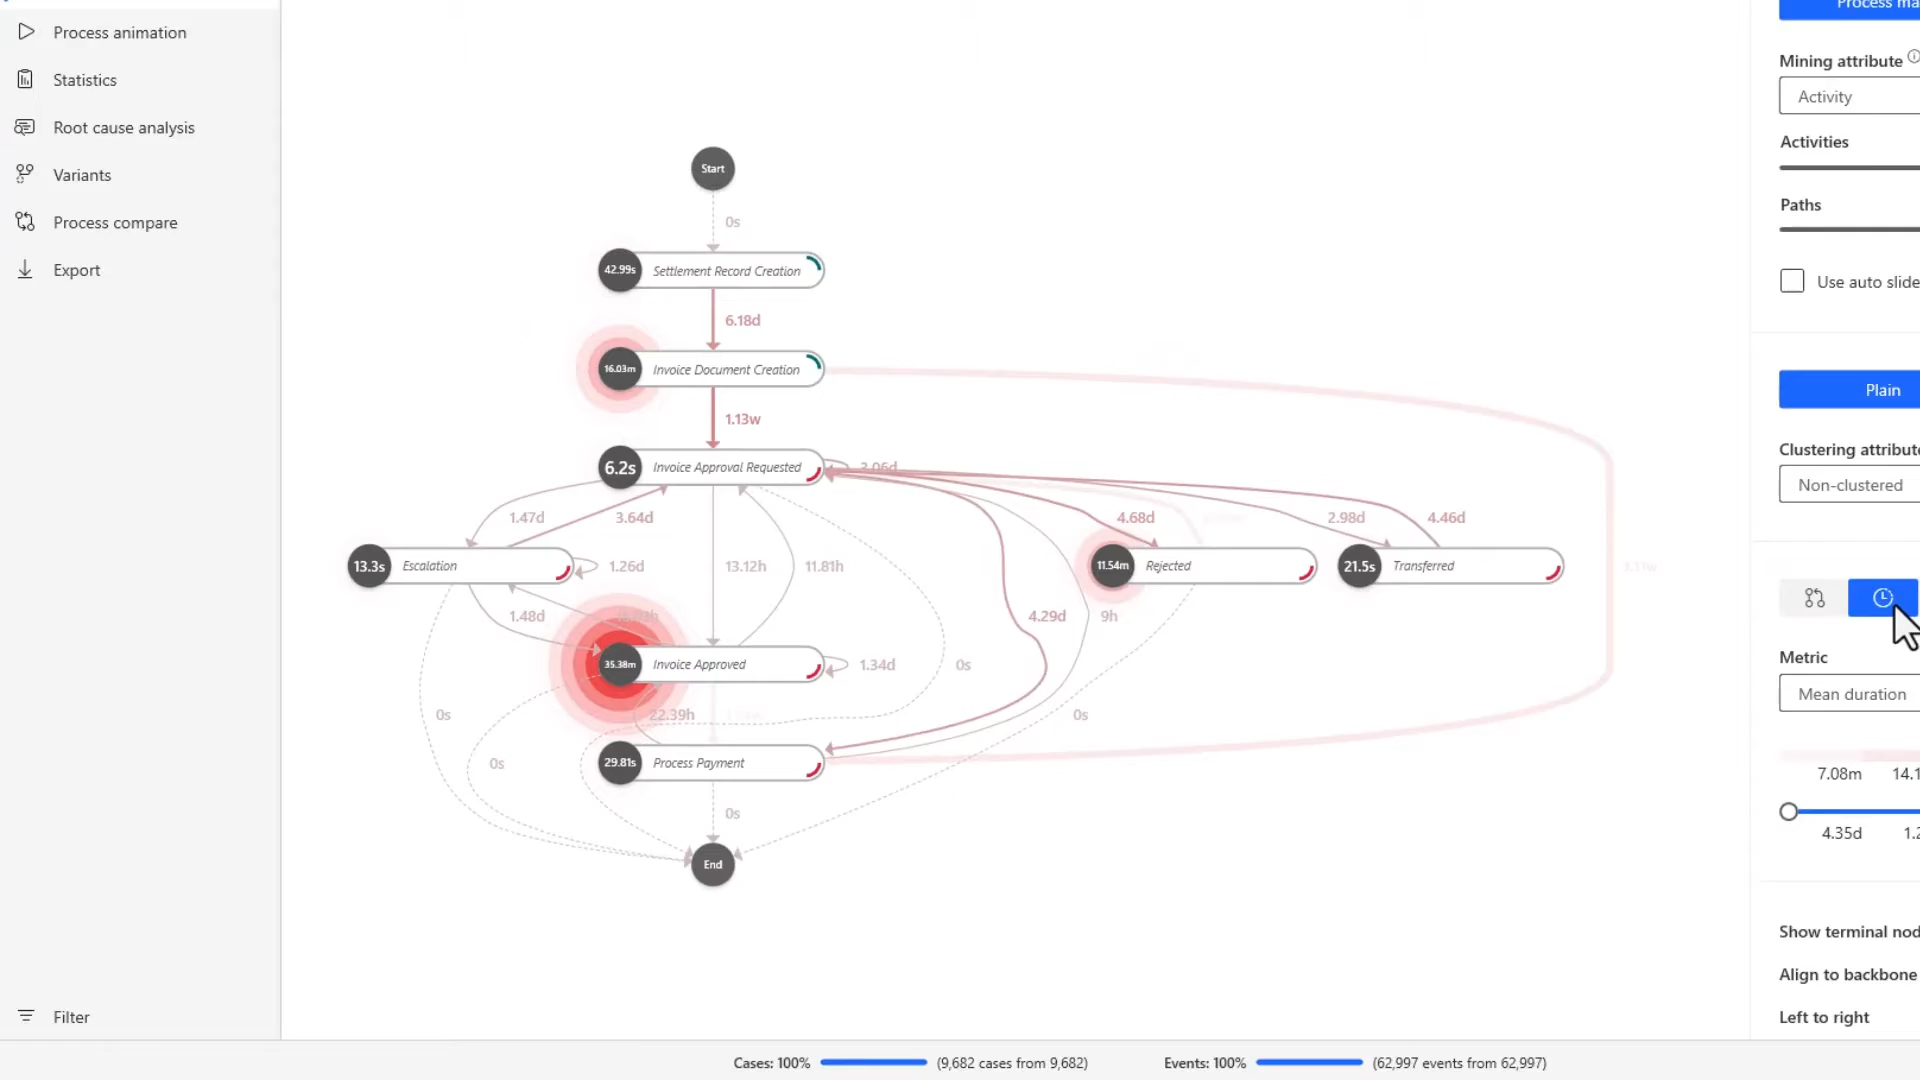 Process animation
Statistics
Root cause analysis
Variants
Process compare
Export
Filter
Start
0s
42.99s Settlement Record Creation
6.18d
16.03m Invoice Document Creation
1.13w
6.2s Invoice Approval Requested
3.06d
1.47d
3.64d
4.68d
2.98d
4.46d
13.3s Escalation
1.26d
13.12h
11.81h
11.54m Rejected
21.5s Transferred
1.48d
4.29d
9h
35.38m Invoice Approved
1.34d
0s
0s
22.39h
0s
0s
29.81s Process Payment
0s
End
Mining attribute
Activity
Activities
Paths
Use auto slide
Plain
Clustering attribute
Non-clustered
Metric
Mean duration
7.08m 14.1
4.35d 1.2
Show terminal nod
Align to backbone
Left to right
Cases: 100% (9,682 cases from 9,682) Events: 100% (62,997 events from 62,997)